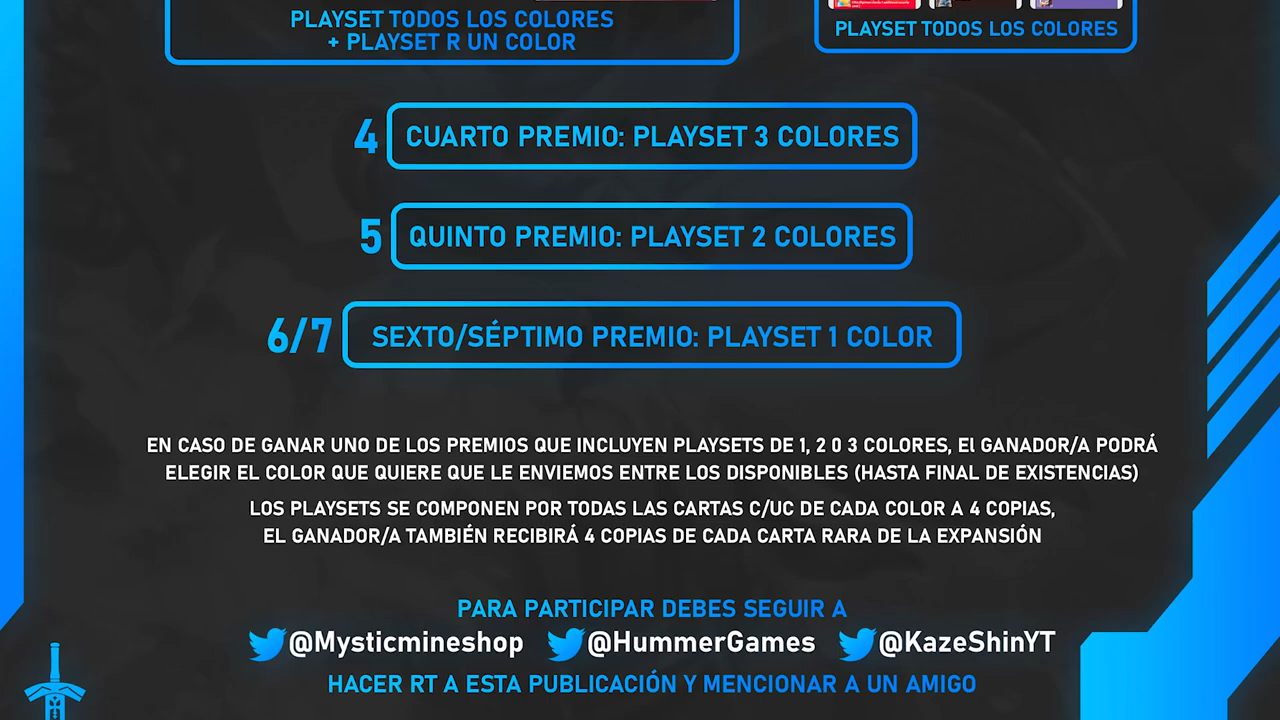 PLAYSET TODOS LOS COLORES
+ PLAYSET R UN COLOR
PLAYSET TODOS LOS COLORES
4 CUARTO PREMIO: PLAYSET 3 COLORES
5 QUINTO PREMIO: PLAYSET 2 COLORES
6/7 SEXTO/SÉPTIMO PREMIO: PLAYSET 1 COLOR
EN CASO DE GANAR UNO DE LOS PREMIOS QUE INCLUYEN PLAYSETS DE 1, 2 O 3 COLORES, El GANADOR/A PODRÁ
ELEGIR EL COLOR QUE QUIERE QUE LE ENVIEMOS ENTRE LOS DISPONIBLES (HASTA FINAL DE EXISTENCIAS)
LOS PLAYSETS SE COMPONEN POR TODAS LAS CARTAS C/UC DE CADA COLOR A 4 COPIAS,
EL GANADOR/A TAMBIÉN RECIBIRÁ 4 COPIAS DE CADA CARTA RARA DE LA EXPANSIÓN
PARA PARTICIPAR DEBES SEGUIR A
@Mysticmineshop @HummerGames @KazeShinYT
HACER RT A ESTA PUBLICACIÓN Y MENCIONAR A UN AMIGO